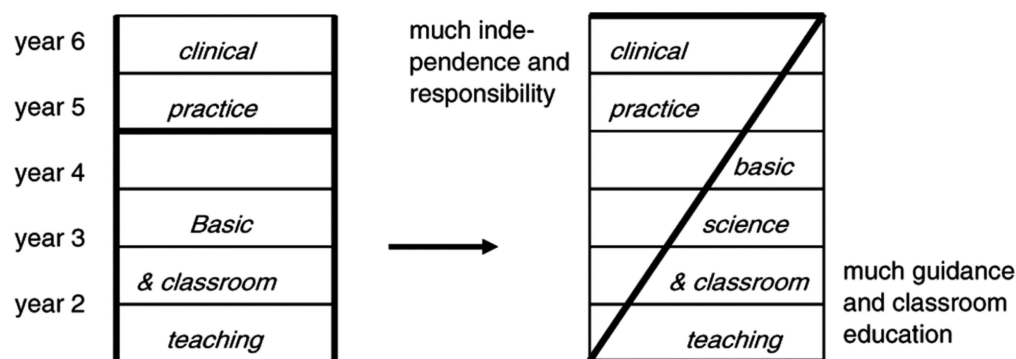 year 6
clinical
year 5
practice
year 4
year 3
Basic
year 2
& classroom
teaching
much inde-
pendence and
responsibility
clinical
practice
basic
science
& classroom
teaching
much guidance
and classroom
education